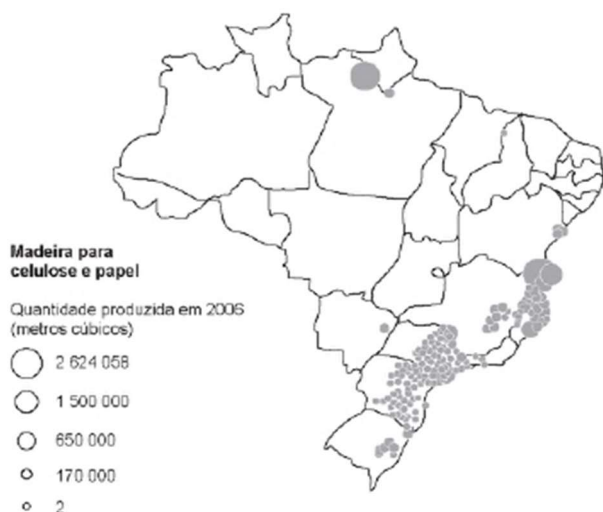 Madeira para
celulose e papel
Quantidade produzida em 2006
(metros cúbicos)
2 624 058
1 500 000
650 000
170 000
2